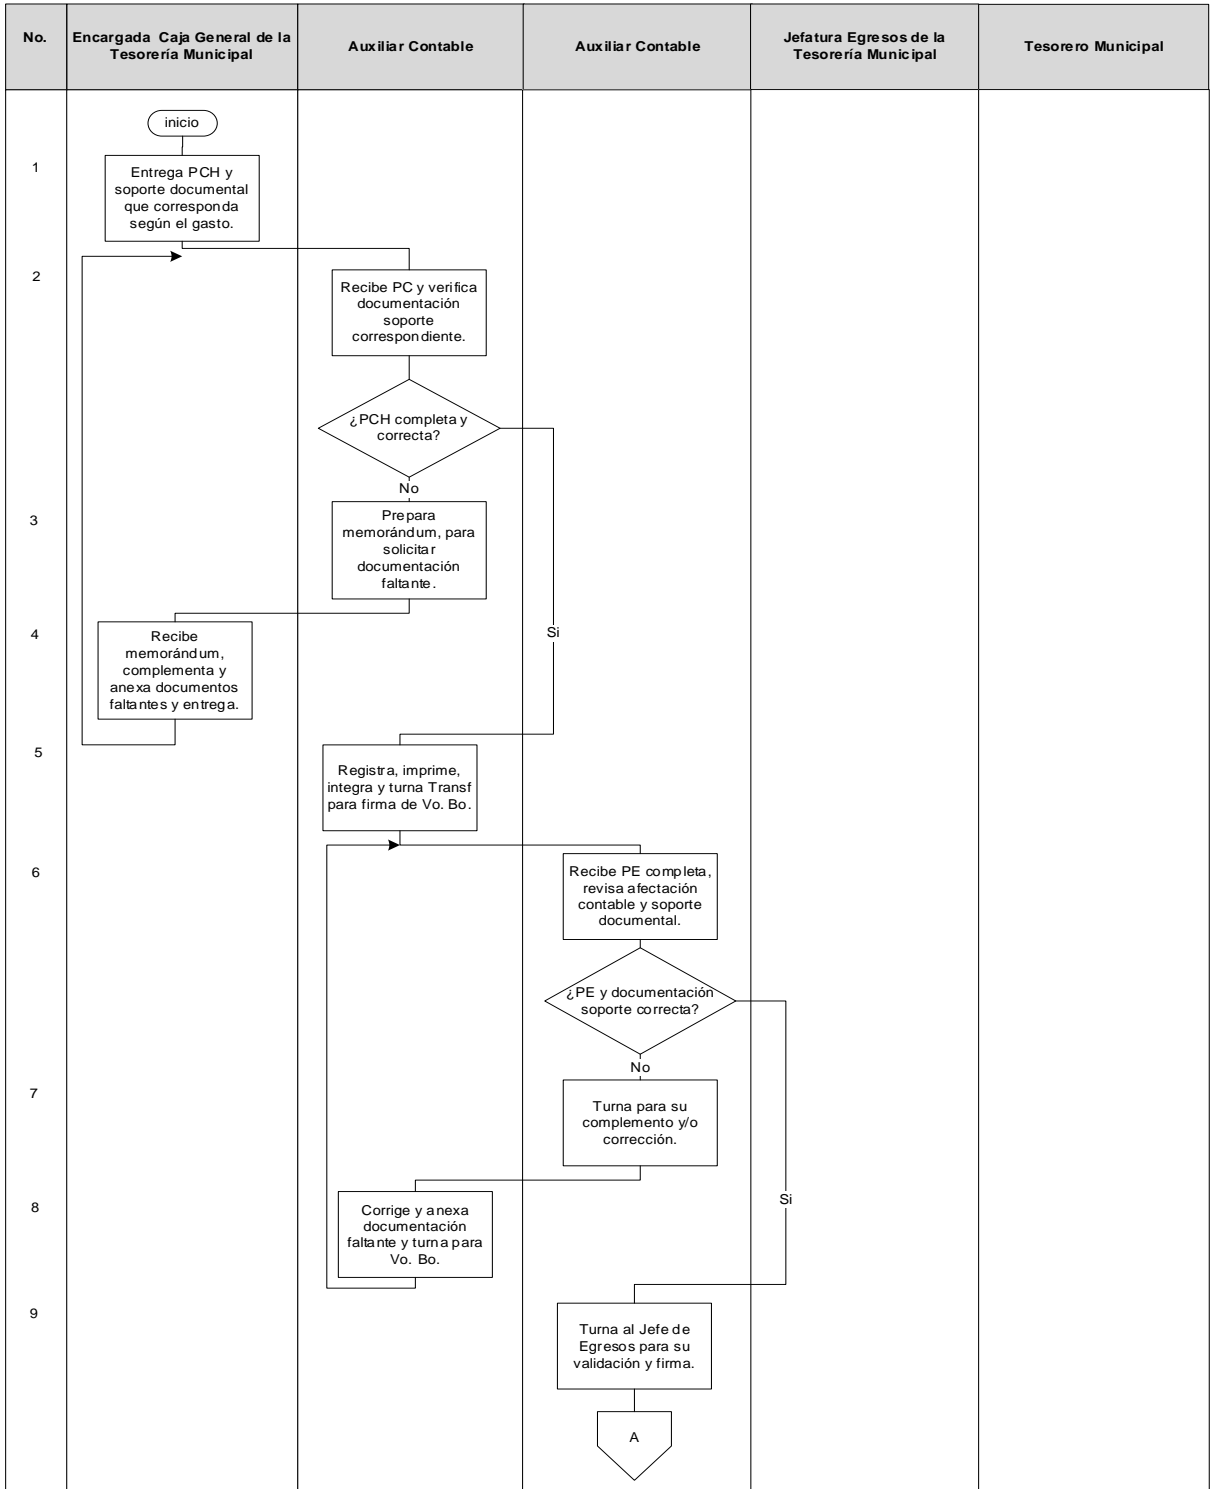 No.
Encargada Caja General de la
Tesorería Municipal
Auxiliar Contable
Auxiliar Contable
Jefatura Egresos de la
Tesorería Municipal
Tesorero Municipal
inicio
1
Entrega PCH y
soporte documental
que corresponda
según el gasto.
2
Recibe PC y verifica
documentación
soporte
correspondiente.
¿PCH completa y
correcta?
No
Si
3
Prepara
memorándum, para
solicitar
documentación
faltante.
4
Recibe
memorándum,
complementa y
anexa documentos
faltantes y entrega.
5
Registra, imprime,
integra y turna Transf
para firma de Vo. Bo.
6
Recibe PE completa,
revisa afectación
contable y soporte
documental.
¿PE y documentación
soporte correcta?
No
Si
7
Turna para su
complemento y/o
corrección.
8
Corrige y anexa
documentación
faltante y turna para
Vo. Bo.
9
Turna al Jefe de
Egresos para su
validación y firma.
A